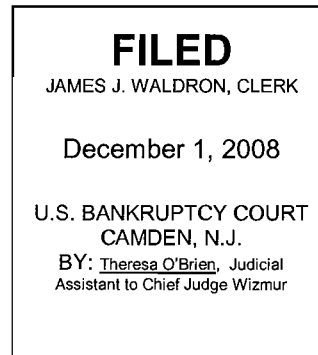 FILED
JAMES J. WALDRON, CLERK
December 1, 2008
U.S. BANKRUPTCY COURT
CAMDEN, N.J.
BY: Theresa O'Brien, Judicial
Assistant to Chief Judge Wizmur